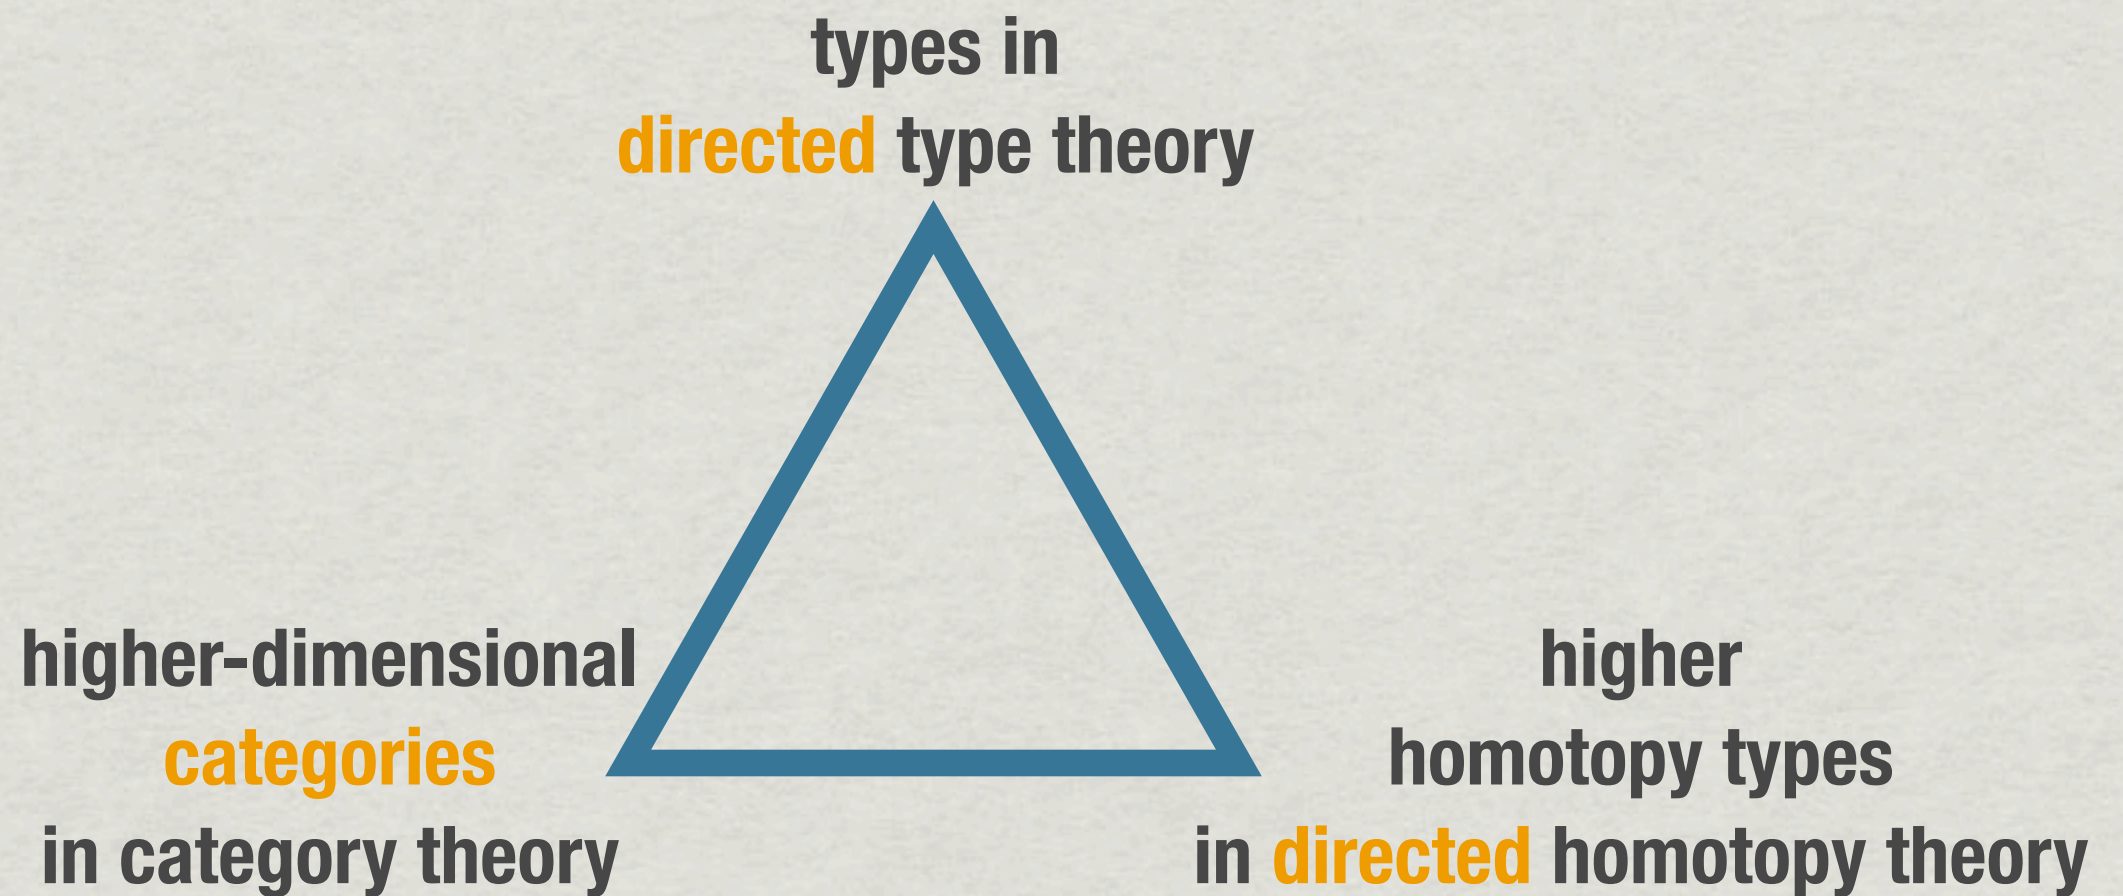 types in
directed type theory
higher-dimensional
categories
in category theory
higher
homotopy types
in directed homotopy theory